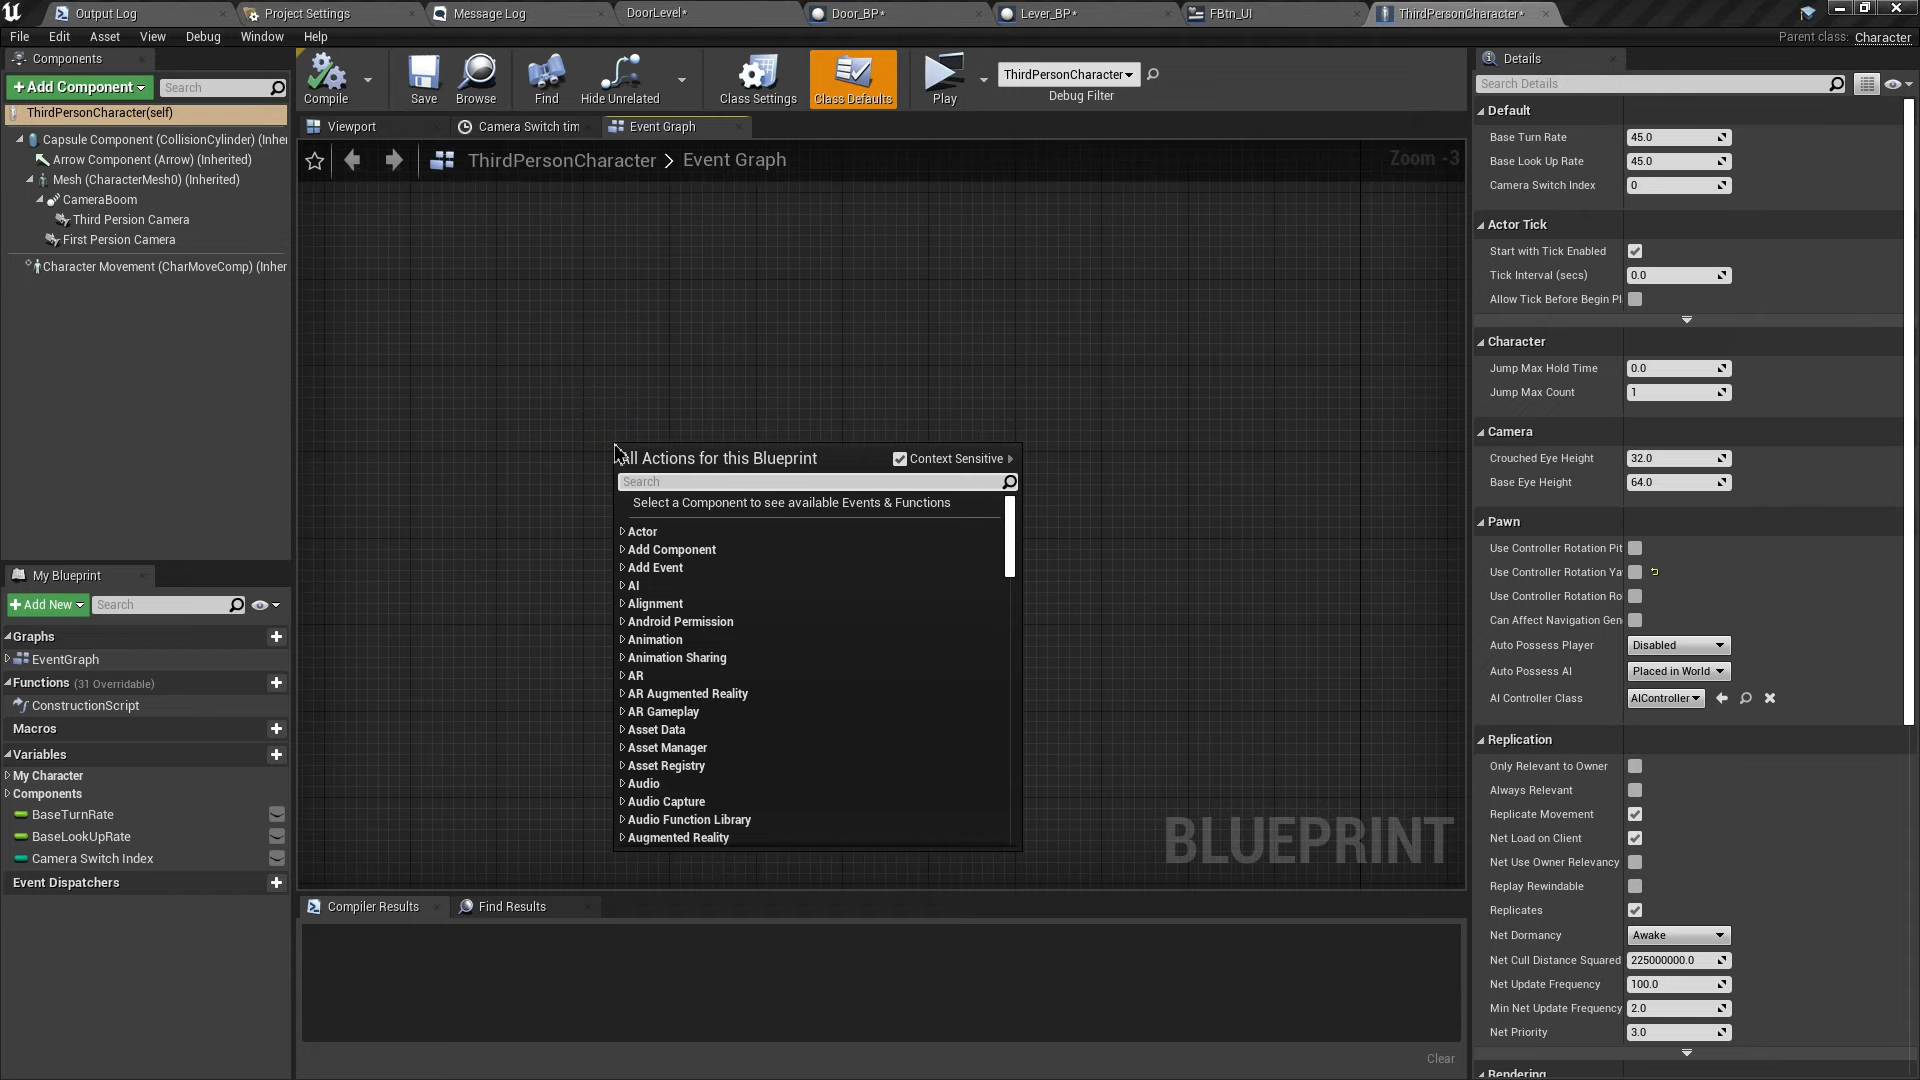 Output Log
Project Settings
Message Log
DoorLevel*
Door_BP*
Lever_BP*
FBtn_UI
ThirdPersonCharacter*
File Edit Asset View Debug Window Help
Parent class: Character
Components
Add Component
Search
ThirdPersonCharacter(self)
Capsule Component (CollisionCylinder) (Inher
Arrow Component (Arrow) (Inherited)
Mesh (CharacterMesh0) (Inherited)
CameraBoom
Third Persion Camera
First Persion Camera
Character Movement (CharMoveComp) (Inher
Compile
Save
Browse
Find
Hide Unrelated
Class Settings
Class Defaults
Play
ThirdPersonCharacter
Debug Filter
Viewport
Camera Switch tim
Event Graph
ThirdPersonCharacter > Event Graph
Zoom -3
All Actions for this Blueprint
Context Sensitive
Search
Select a Component to see available Events & Functions
Actor
Add Component
Add Event
AI
Alignment
Android Permission
Animation
Animation Sharing
AR
AR Augmented Reality
AR Gameplay
Asset Data
Asset Manager
Asset Registry
Audio
Audio Capture
Audio Function Library
Augmented Reality
BLUEPRINT
My Blueprint
Add New
Search
Graphs
EventGraph
Functions (31 Overridable)
ConstructionScript
Macros
Variables
My Character
Components
BaseTurnRate
BaseLookUpRate
Camera Switch Index
Event Dispatchers
Compiler Results
Find Results
Clear
Details
Search Details
Default
Base Turn Rate 45.0
Base Look Up Rate 45.0
Camera Switch Index 0
Actor Tick
Start with Tick Enabled
Tick Interval (secs) 0.0
Allow Tick Before Begin Pl
Character
Jump Max Hold Time 0.0
Jump Max Count 1
Camera
Crouched Eye Height 32.0
Base Eye Height 64.0
Pawn
Use Controller Rotation Pit
Use Controller Rotation Ya
Use Controller Rotation Ro
Can Affect Navigation Gen
Auto Possess Player Disabled
Auto Possess AI Placed in World
AI Controller Class AIController
Replication
Only Relevant to Owner
Always Relevant
Replicate Movement
Net Load on Client
Net Use Owner Relevancy
Replay Rewindable
Replicates
Net Dormancy Awake
Net Cull Distance Squared 225000000.0
Net Update Frequency 100.0
Min Net Update Frequency 2.0
Net Priority 3.0
Rendering